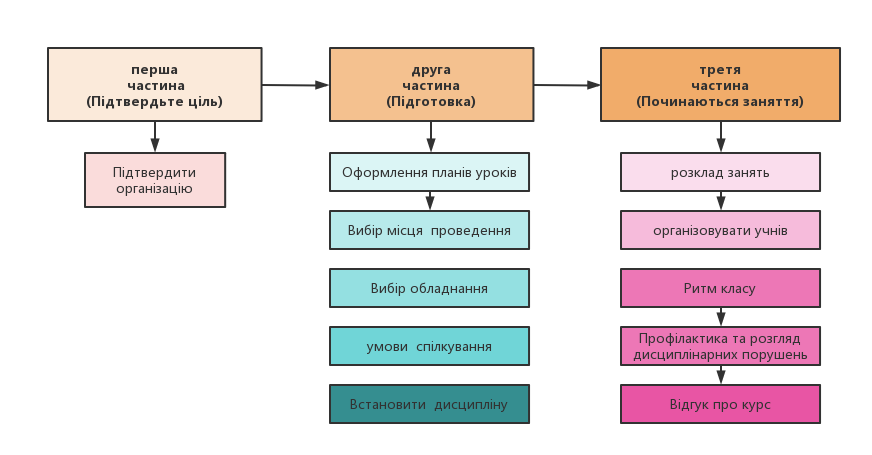 перша
частина
(Підтвердьте ціль)
друга
частина
(Підготовка)
третя
частина
(Починаються заняття)
Підтвердити
організацію
Оформлення планів уроків
Вибір місця проведення
Вибір обладнання
умови спілкування
Встановити дисципліну
розклад занять
організовувати учнів
Ритм класу
Профілактика та розгляд
дисциплінарних порушень
Відгук про курс